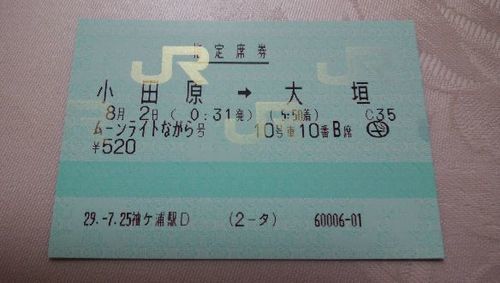 JR
指定席券
小田原 → 大垣
8月 2日 ( 0:31発) ( 5:50着) C35
ムーンライトながら号 10号車10番B席
¥520
29.-7.25袖ケ浦駅D (2-タ) 60006-01